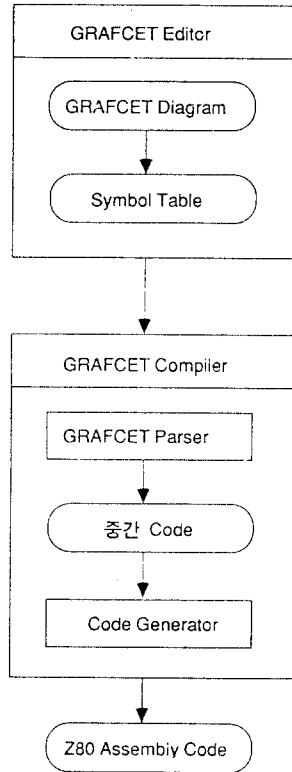 GRAFCET Editor
GRAFCET Diagram
Symbol Table
GRAFCET Compiler
GRAFCET Parser
중간 Code
Code Generator
Z80 Assembly Code